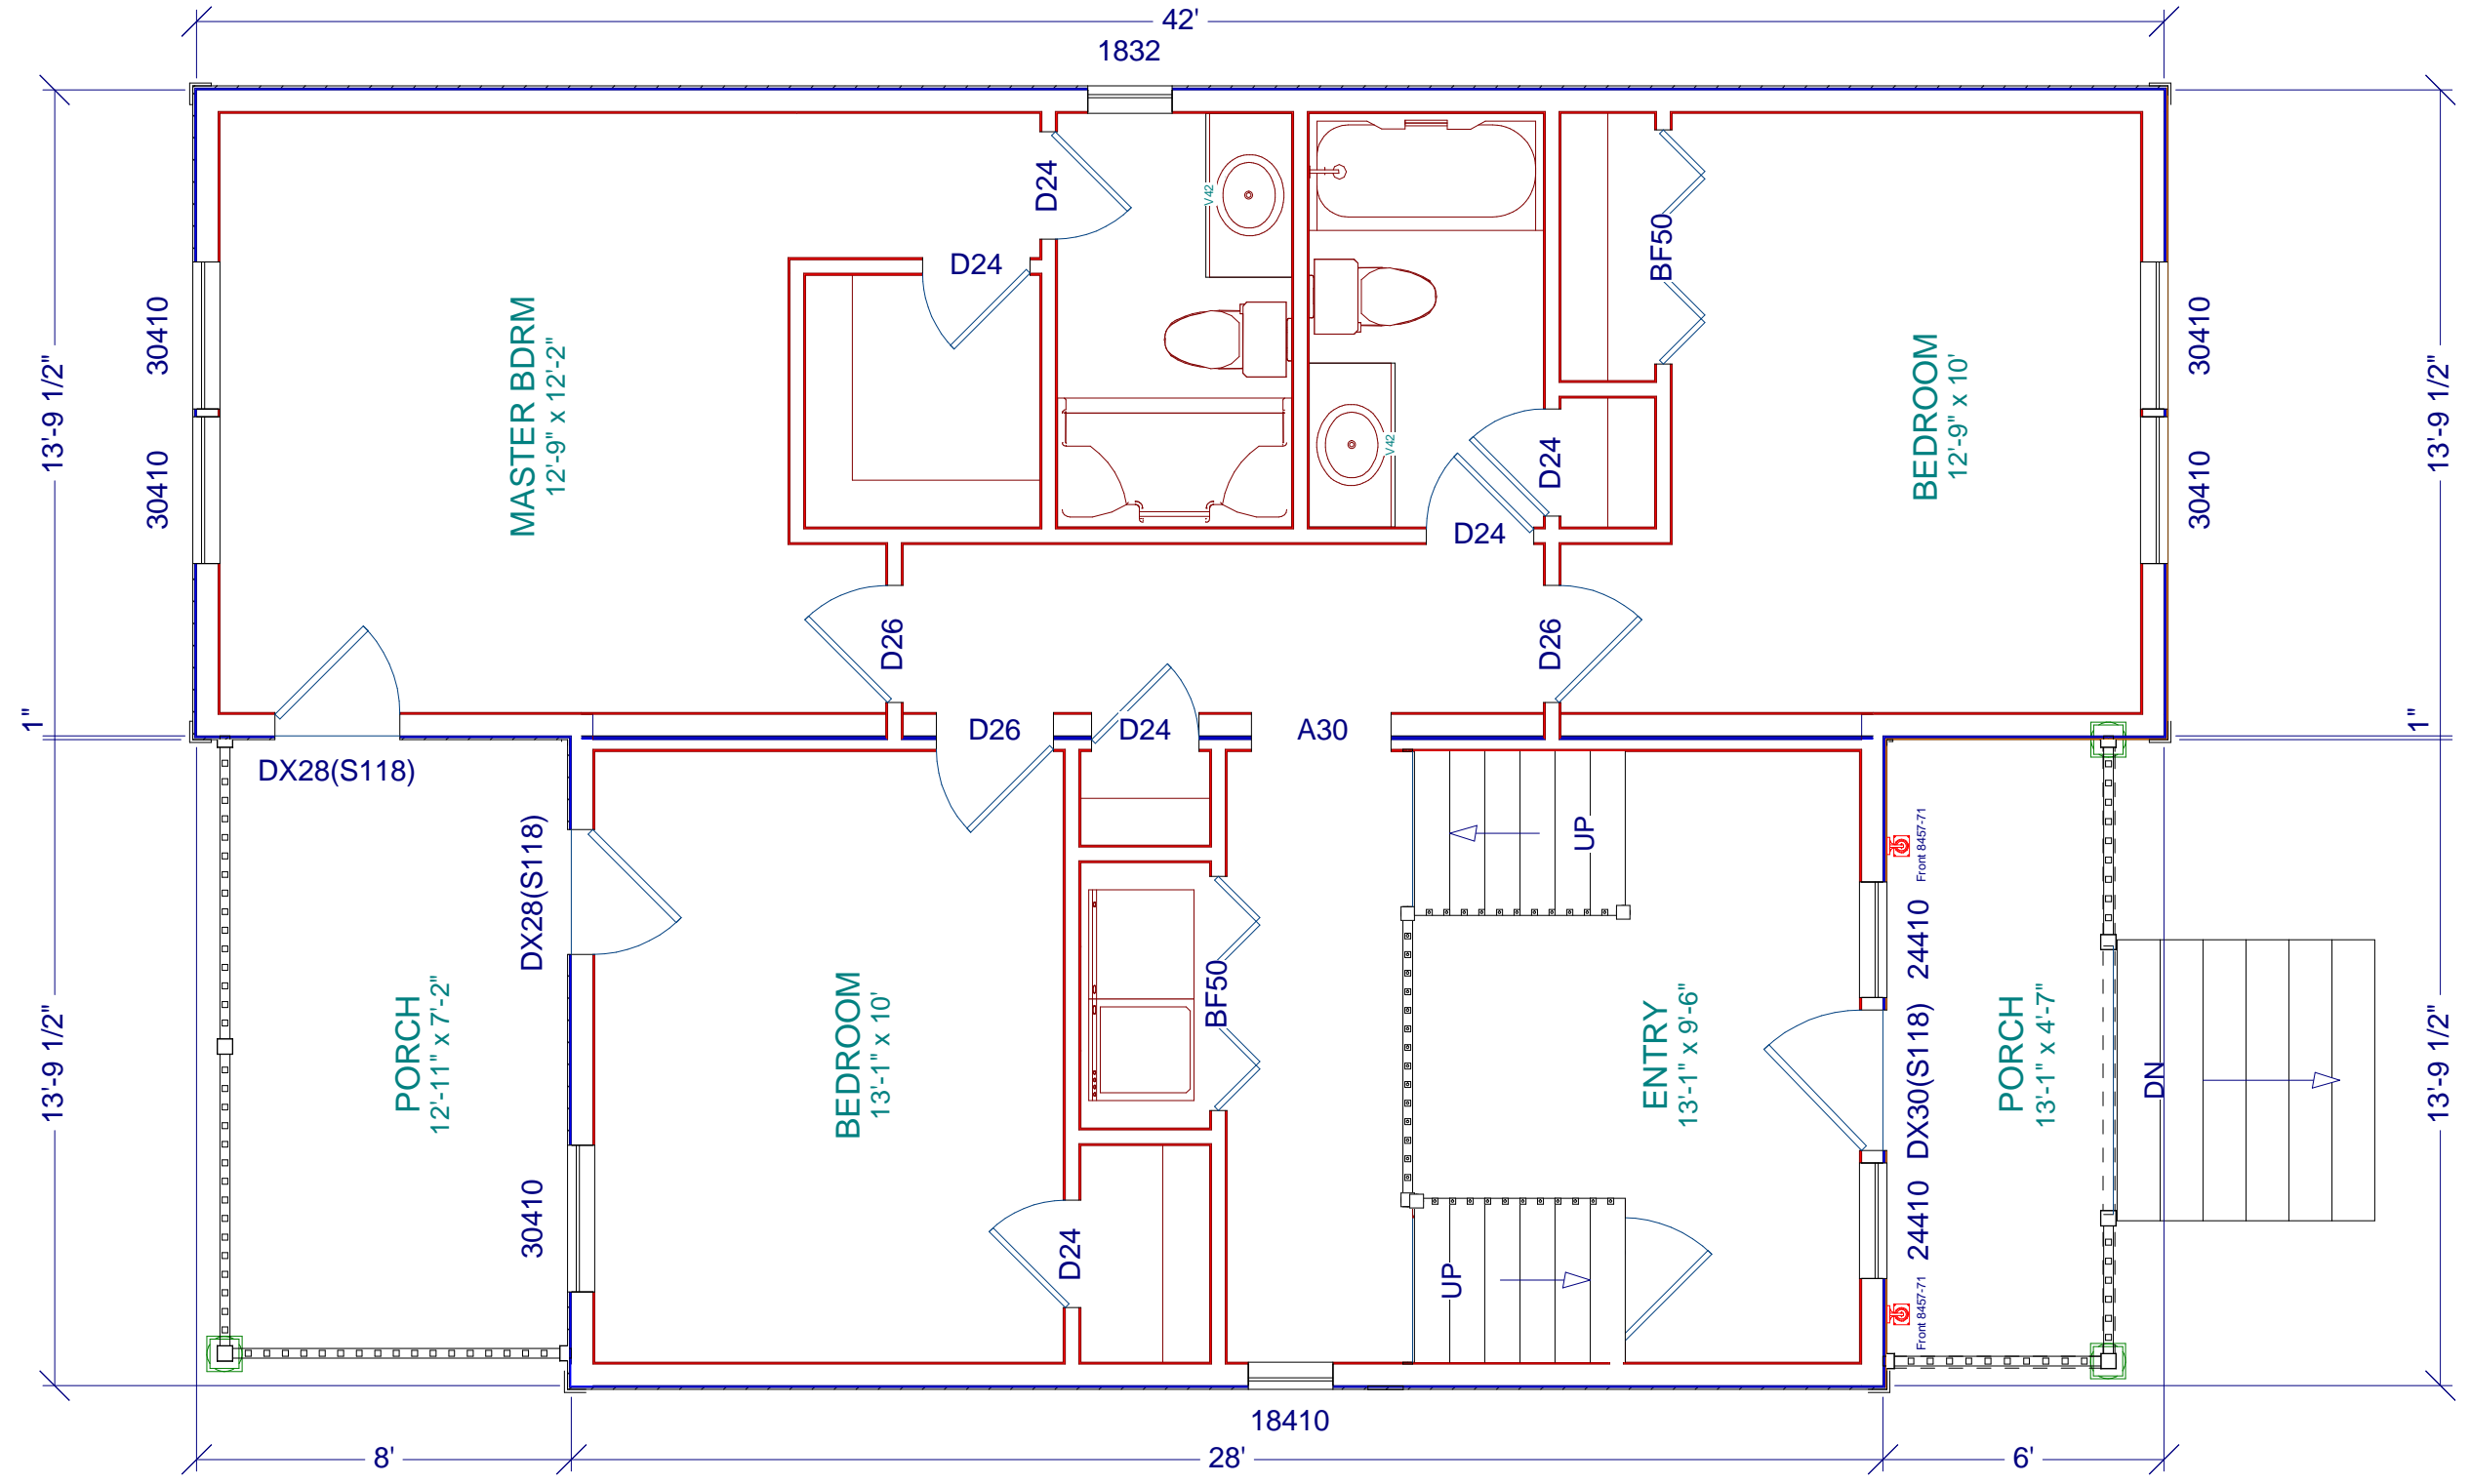 42'
1832
D24
V42
D24
BF50
30410
MASTER BDRM
12'-9" x 12'-2"
BEDROOM
12'-9" x 10'
30410
13'-9 1/2"
13'-9 1/2"
30410
V42
D24
30410
D24
D26
D26
1"
D26
D24
A30
1"
DX28(S118)
DX28(S118)
UP
Front 8457-71
PORCH
12'-11" x 7'-2"
BEDROOM
13'-1" x 10'
BF50
24410
ENTRY
13'-1" x 9'-6"
DX30(S118)
PORCH
13'-1" x 4'-7"
DN
13'-9 1/2"
13'-9 1/2"
30410
24410
D24
UP
Front 8457-71
18410
8'
28'
6'